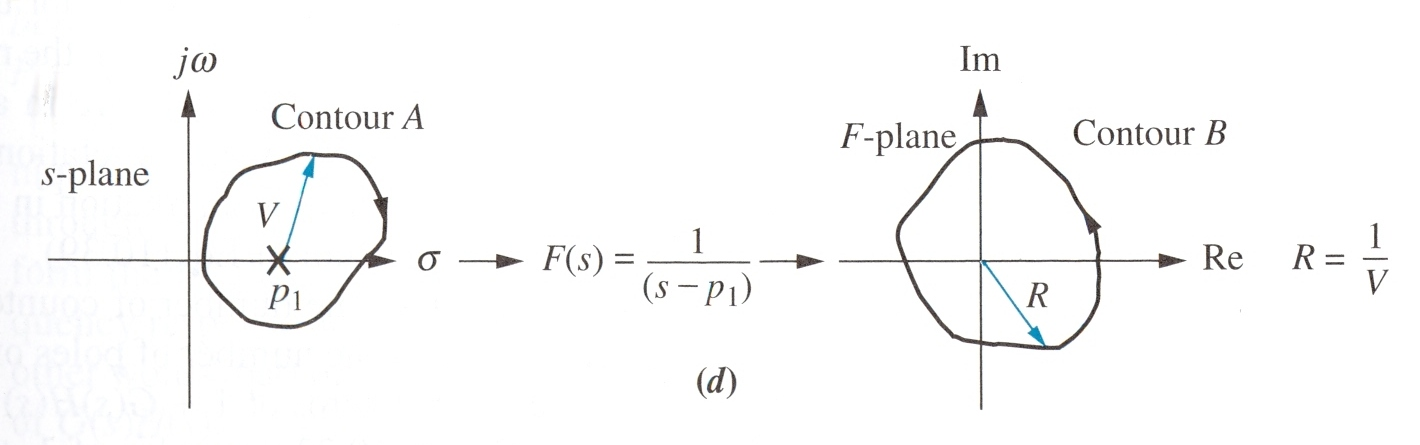 jω
Contour A
s-plane
V
p₁
σ
F(s) = 1/(s − p₁)
Im
F-plane
Contour B
Re
R
R = 1/V
(d)